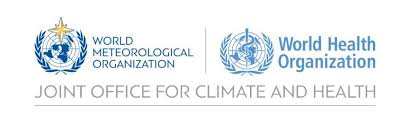 WORLD
METEOROLOGICAL
ORGANIZATION
World Health
Organization
JOINT OFFICE FOR CLIMATE AND HEALTH